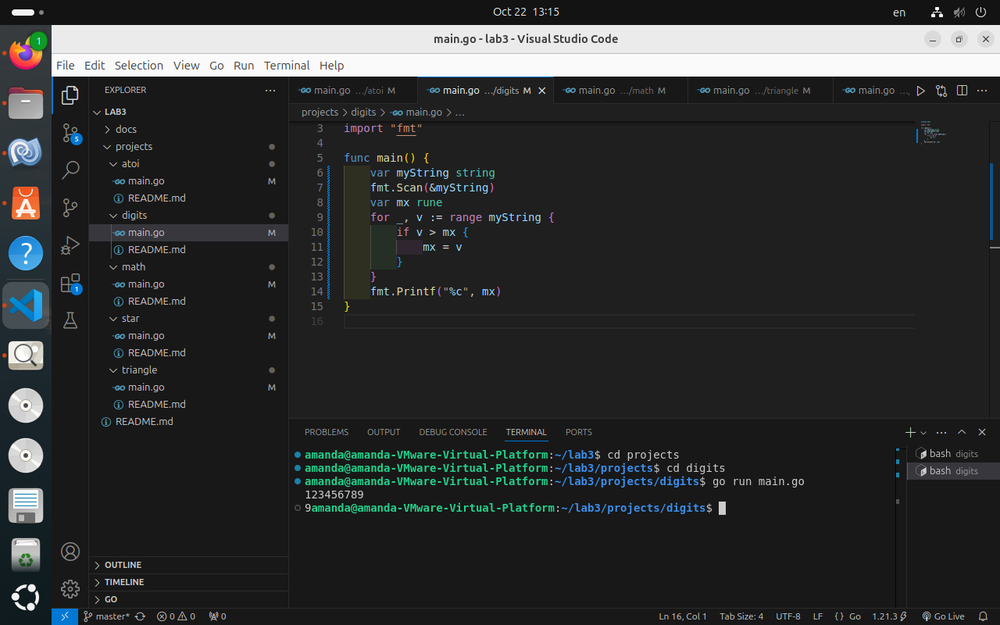 Oct 22 13:15
en
1
main.go - lab3 - Visual Studio Code
File Edit Selection View Go Run Terminal Help
EXPLORER
LAB3
docs
projects
atoi
main.go M
README.md
digits
main.go M
README.md
math
main.go M
README.md
star
main.go M
README.md
triangle
main.go M
README.md
README.md
OUTLINE
TIMELINE
GO
5
1
GO main.go .../atoi M
GO main.go .../digits M
GO main.go .../math M
GO main.go .../triangle M
GO main.go
projects > digits > GO main.go > ...
3 import "fmt"
4
5 func main() {
6 var myString string
7 fmt.Scan(&myString)
8 var mx rune
9 for _, v := range myString {
10 if v > mx {
11 mx = v
12 }
13 }
14 fmt.Printf("%c", mx)
15 }
16
PROBLEMS OUTPUT DEBUG CONSOLE TERMINAL PORTS
amanda@amanda-VMware-Virtual-Platform:~/lab3$ cd projects
amanda@amanda-VMware-Virtual-Platform:~/lab3/projects$ cd digits
amanda@amanda-VMware-Virtual-Platform:~/lab3/projects/digits$ go run main.go
123456789
9amanda@amanda-VMware-Virtual-Platform:~/lab3/projects/digits$
bash digits
bash digits
master* 0 0 0 Ln 16, Col 1 Tab Size: 4 UTF-8 LF {} Go 1.21.3 Go Live